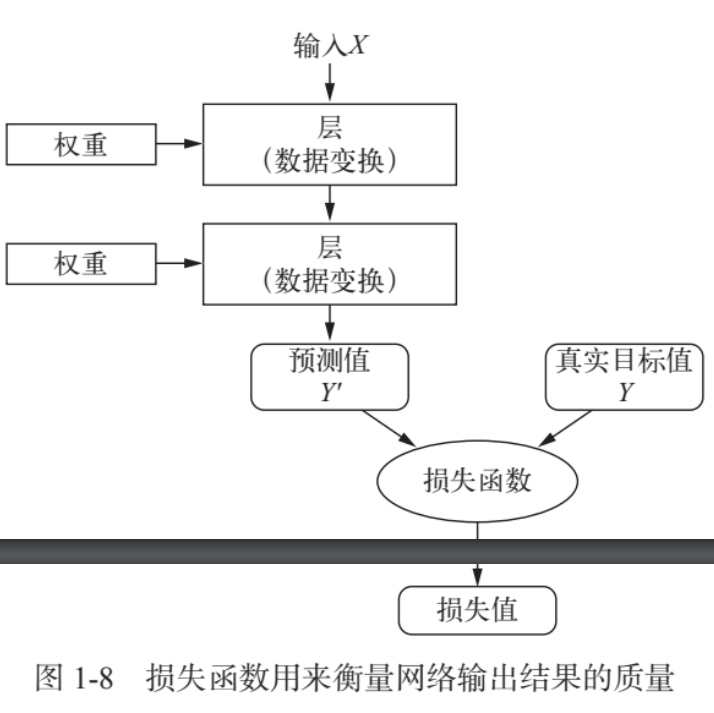 输入X
权重
层
（数据变换）
权重
层
（数据变换）
预测值
Y'
真实目标值
Y
损失函数
损失值
图 1-8 损失函数用来衡量网络输出结果的质量